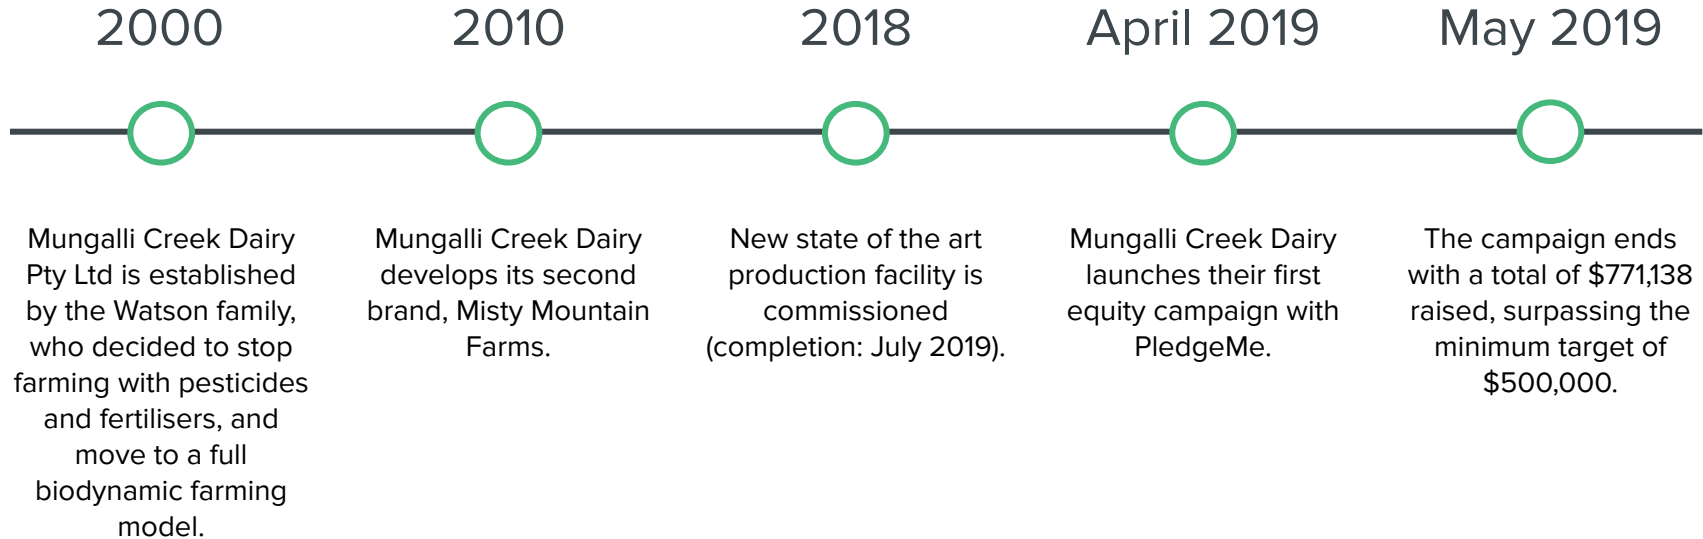 2000
Mungalli Creek Dairy
Pty Ltd is established
by the Watson family,
who decided to stop
farming with pesticides
and fertilisers, and
move to a full
biodynamic farming
model.
2010
Mungalli Creek Dairy
develops its second
brand, Misty Mountain
Farms.
2018
New state of the art
production facility is
commissioned
(completion: July 2019).
April 2019
Mungalli Creek Dairy
launches their first
equity campaign with
PledgeMe.
May 2019
The campaign ends
with a total of $771,138
raised, surpassing the
minimum target of
$500,000.